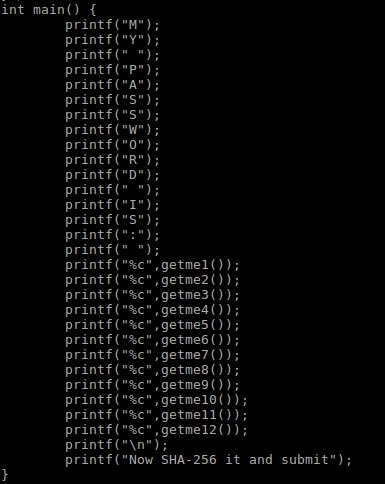 int main() {
        printf("M");
        printf("Y");
        printf(" ");
        printf("P");
        printf("A");
        printf("S");
        printf("S");
        printf("W");
        printf("O");
        printf("R");
        printf("D");
        printf(" ");
        printf("I");
        printf("S");
        printf(":");
        printf(" ");
        printf("%c",getme1());
        printf("%c",getme2());
        printf("%c",getme3());
        printf("%c",getme4());
        printf("%c",getme5());
        printf("%c",getme6());
        printf("%c",getme7());
        printf("%c",getme8());
        printf("%c",getme9());
        printf("%c",getme10());
        printf("%c",getme11());
        printf("%c",getme12());
        printf("\n");
        printf("Now SHA-256 it and submit");
}